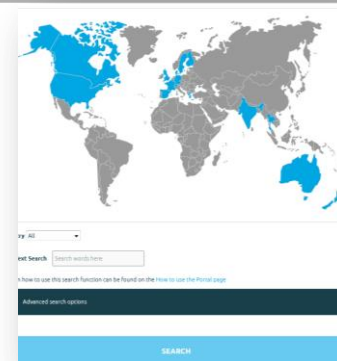 ry All
ext Search Search words here
n how to use this search function can be found on the How to use the Portal page
Advanced search options
SEARCH